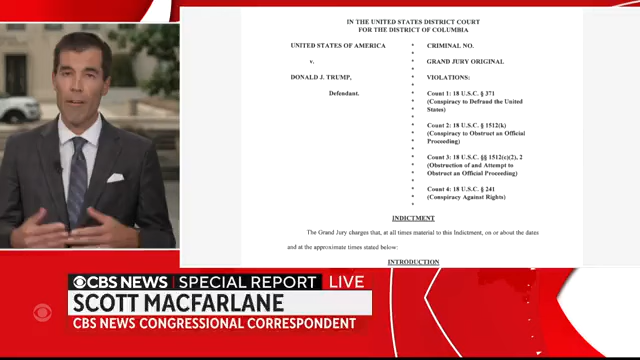 IN THE UNITED STATES DISTRICT COURT
FOR THE DISTRICT OF COLUMBIA
UNITED STATES OF AMERICA * CRIMINAL NO.
*
v. * GRAND JURY ORIGINAL
*
DONALD J. TRUMP, * VIOLATIONS:
*
Defendant. * Count 1: 18 U.S.C. § 371
* (Conspiracy to Defraud the United
* States)
*
* Count 2: 18 U.S.C. § 1512(k)
* (Conspiracy to Obstruct an Official
* Proceeding)
*
* Count 3: 18 U.S.C. §§ 1512(c)(2), 2
* (Obstruction of and Attempt to
* Obstruct an Official Proceeding)
*
* Count 4: 18 U.S.C. § 241
* (Conspiracy Against Rights)
INDICTMENT
The Grand Jury charges that, at all times material to this Indictment, on or about the dates
and at the approximate times stated below:
INTRODUCTION
CBS NEWS SPECIAL REPORT LIVE
SCOTT MACFARLANE
CBS NEWS CONGRESSIONAL CORRESPONDENT